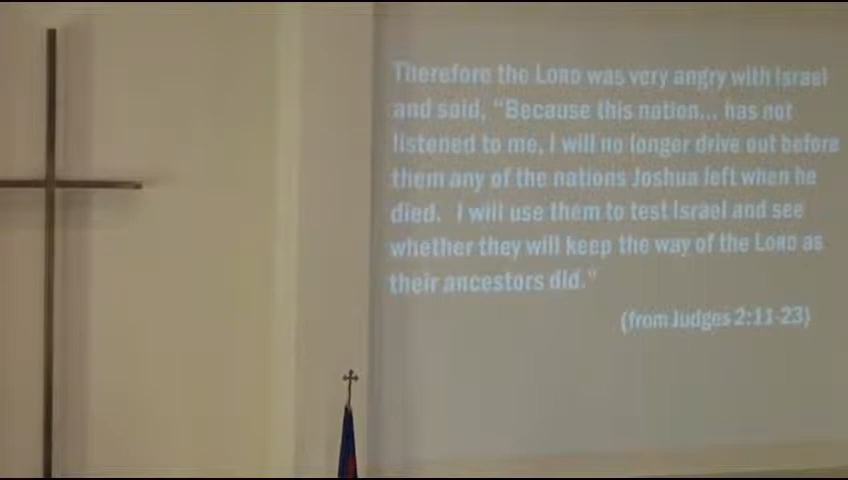 Therefore the LORD was very angry with Israel
and said, “Because this nation... has not
listened to me, I will no longer drive out before
them any of the nations Joshua left when he
died.  I will use them to test Israel and see
whether they will keep the way of the LORD as
their ancestors did.”
(from Judges 2:11-23)